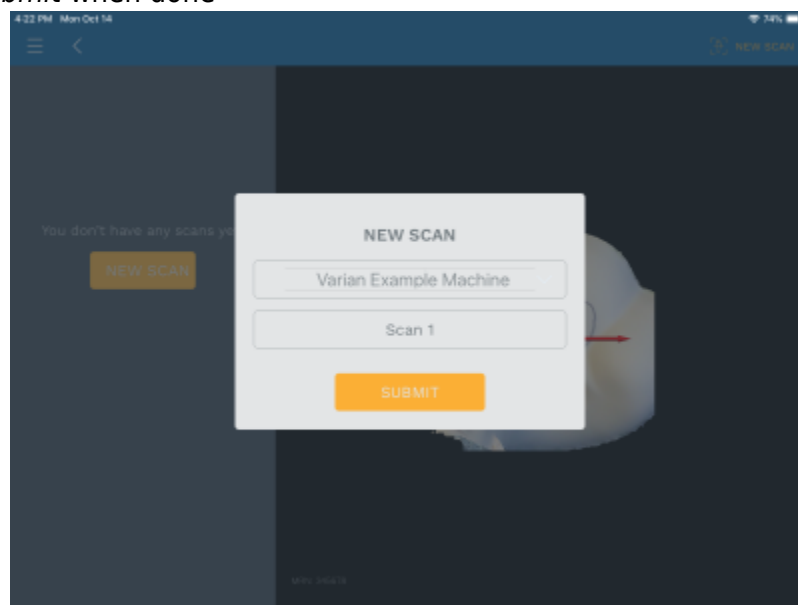 bmit when done
4:22 PM Mon Oct 14
74%
NEW SCAN
You don't have any scans ye
NEW SCAN
NEW SCAN
Varian Example Machine
Scan 1
SUBMIT